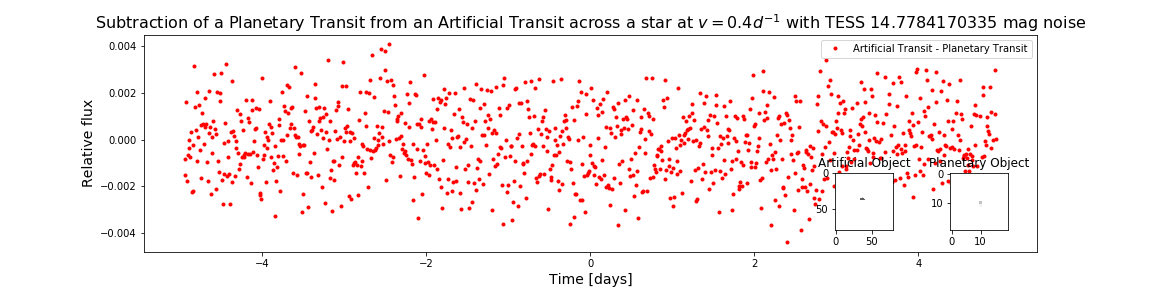 Subtraction of a Planetary Transit from an Artificial Transit across a star at v = 0.4d⁻¹ with TESS 14.7784170335 mag noise
Artificial Transit - Planetary Transit
Relative flux
0.004
0.002
0.000
−0.002
−0.004
Artificial Object
0
50
0 50
Planetary Object
0
10
0 10
−4 −2 0 2 4
Time [days]